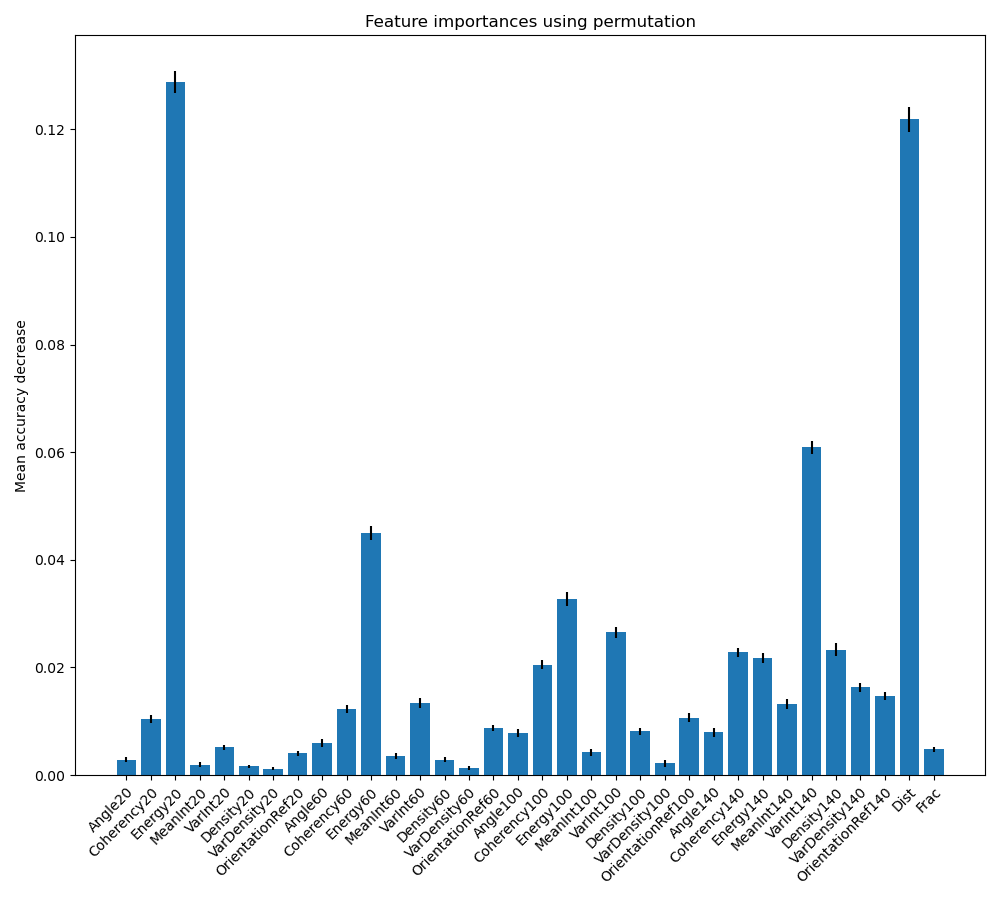 Feature importances using permutation
Mean accuracy decrease
0.12
0.10
0.08
0.06
0.04
0.02
0.00
Angle20
Coherency20
Energy20
MeanInt20
VarInt20
Density20
VarDensity20
OrientationRef20
Angle60
Coherency60
Energy60
MeanInt60
VarInt60
Density60
VarDensity60
OrientationRef60
Angle100
Coherency100
Energy100
MeanInt100
VarInt100
Density100
VarDensity100
OrientationRef100
Angle140
Coherency140
Energy140
MeanInt140
VarInt140
Density140
VarDensity140
OrientationRef140
Dist
Frac